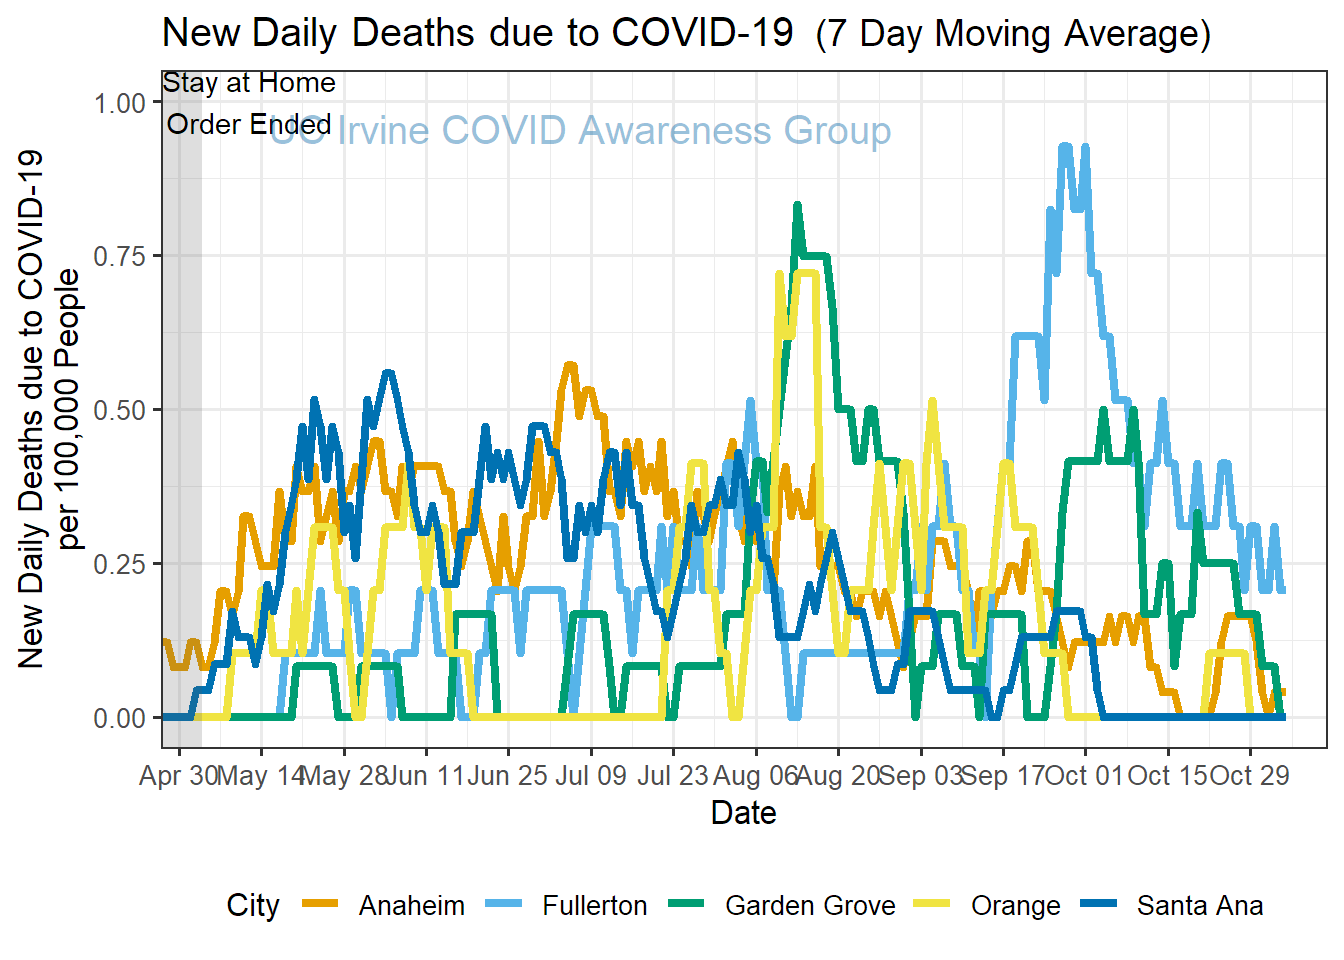 New Daily Deaths due to COVID-19 (7 Day Moving Average)
Stay at Home
Order Ended
UC Irvine COVID Awareness Group
New Daily Deaths due to COVID-19
per 100,000 People
1.00
0.75
0.50
0.25
0.00
Apr 30 May 14 May 28 Jun 11 Jun 25 Jul 09 Jul 23 Aug 06 Aug 20 Sep 03 Sep 17 Oct 01 Oct 15 Oct 29
Date
City Anaheim Fullerton Garden Grove Orange Santa Ana